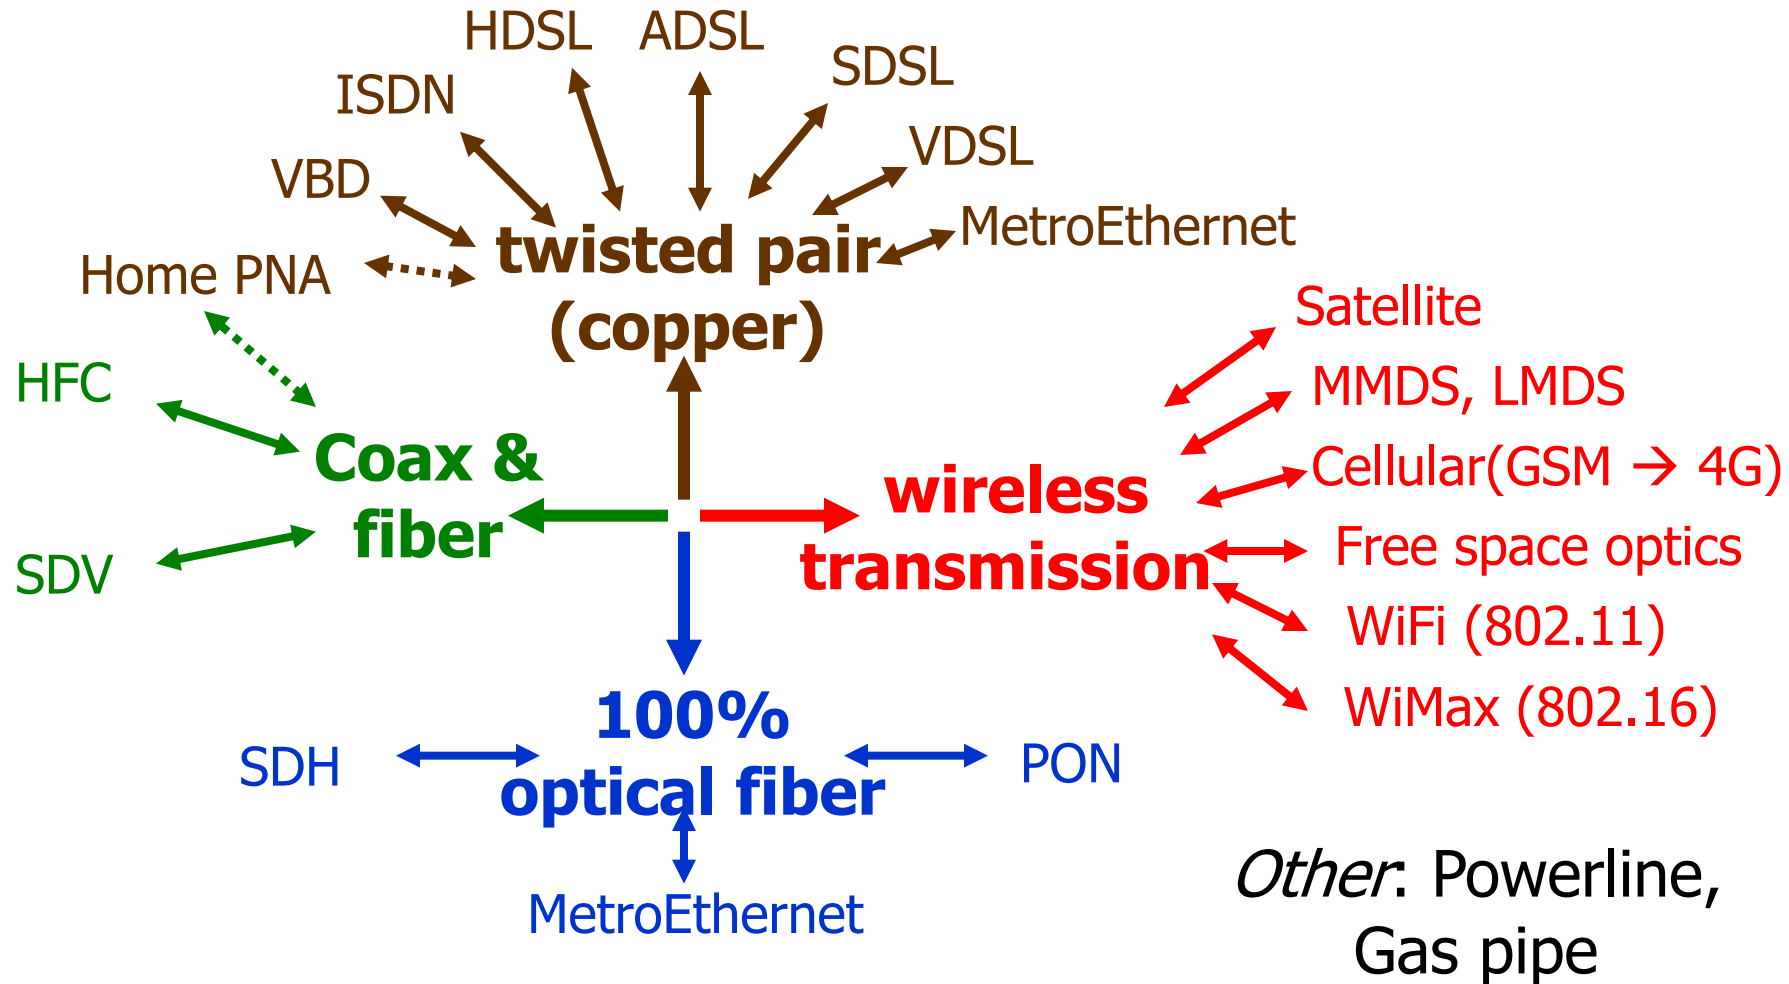 HDSL
ADSL
SDSL
ISDN
VDSL
VBD
MetroEthernet
twisted pair
(copper)
Home PNA
Satellite
HFC
MMDS, LMDS
Coax &
fiber
Cellular(GSM → 4G)
wireless
transmission
Free space optics
SDV
WiFi (802.11)
WiMax (802.16)
100%
optical fiber
SDH
PON
MetroEthernet
Other: Powerline,
Gas pipe